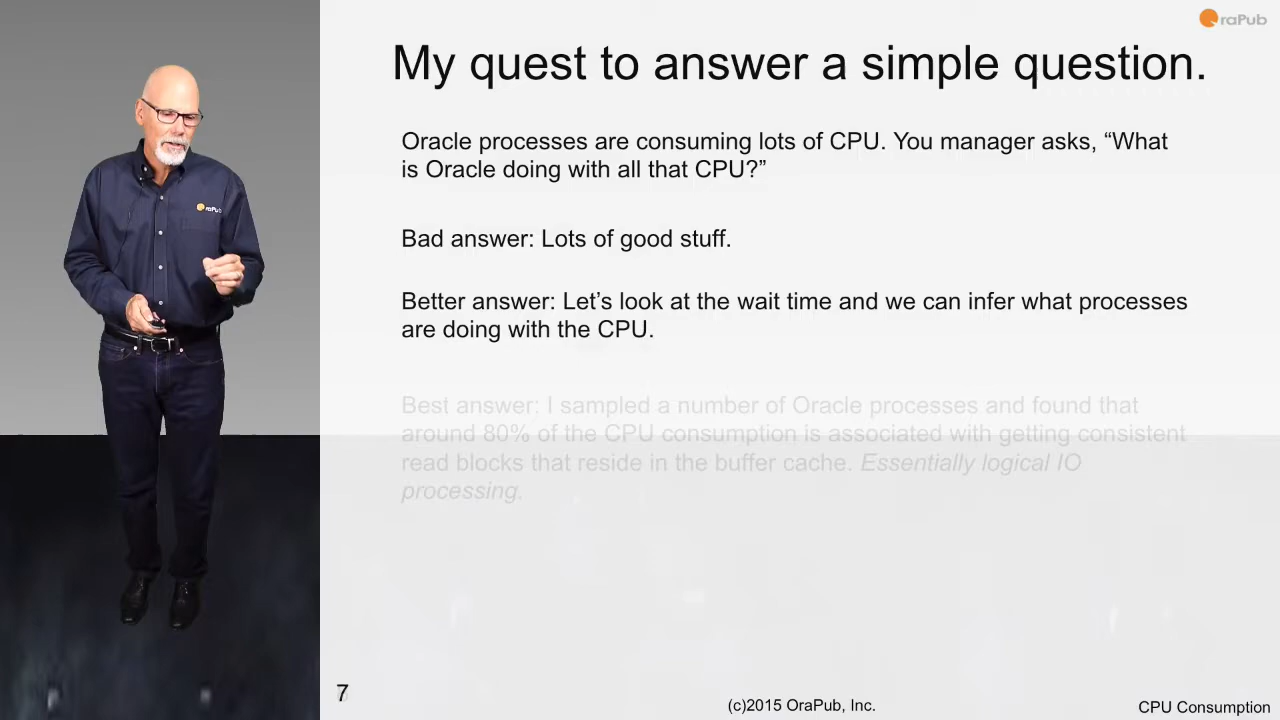 OraPub
My quest to answer a simple question.
Oracle processes are consuming lots of CPU. You manager asks, “What
is Oracle doing with all that CPU?”
Bad answer: Lots of good stuff.
Better answer: Let’s look at the wait time and we can infer what processes
are doing with the CPU.
Best answer: I sampled a number of Oracle processes and found that
around 80% of the CPU consumption is associated with getting consistent
read blocks that reside in the buffer cache. Essentially logical IO
processing.
OraPub
7
(c)2015 OraPub, Inc.
CPU Consumption